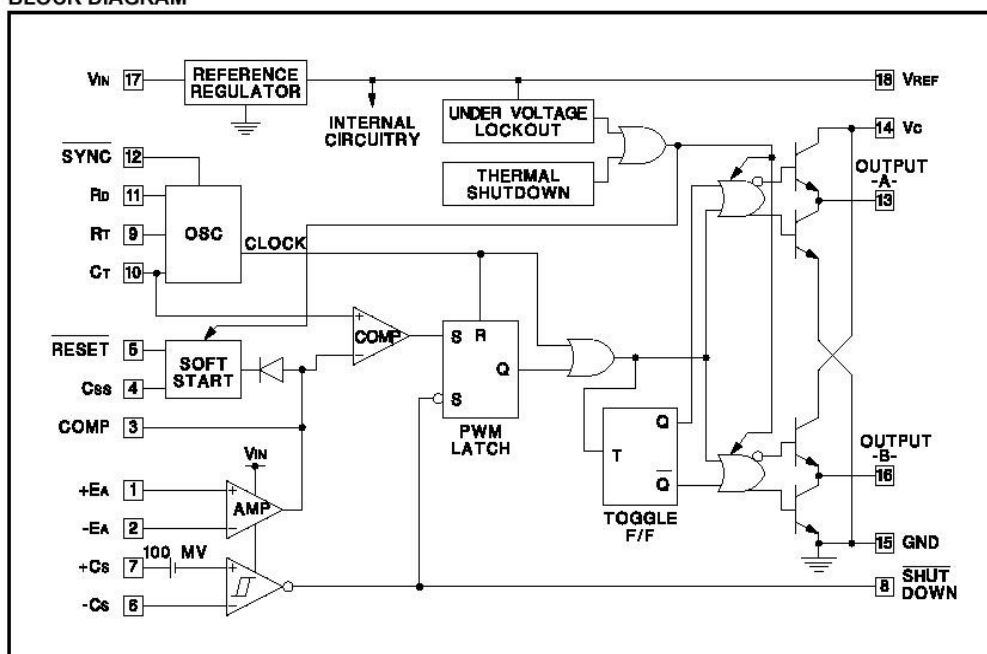 BLOCK DIAGRAM
VIN 17
REFERENCE
REGULATOR
18 VREF
INTERNAL
CIRCUITRY
UNDER VOLTAGE
LOCKOUT
14 VC
SYNC 12
THERMAL
SHUTDOWN
OUTPUT
-A-
13
RD 11
RT 9
OSC
CLOCK
CT 10
+
COMP
-
S R
Q
S
PWM
LATCH
RESET 5
SOFT
START
CSS 4
COMP 3
VIN
+EA 1
+
AMP
-EA 2
-
+CS 7
100 MV
+
-CS 6
-
Q
T
Q
TOGGLE
F/F
OUTPUT
-B-
16
15 GND
8 SHUT
DOWN